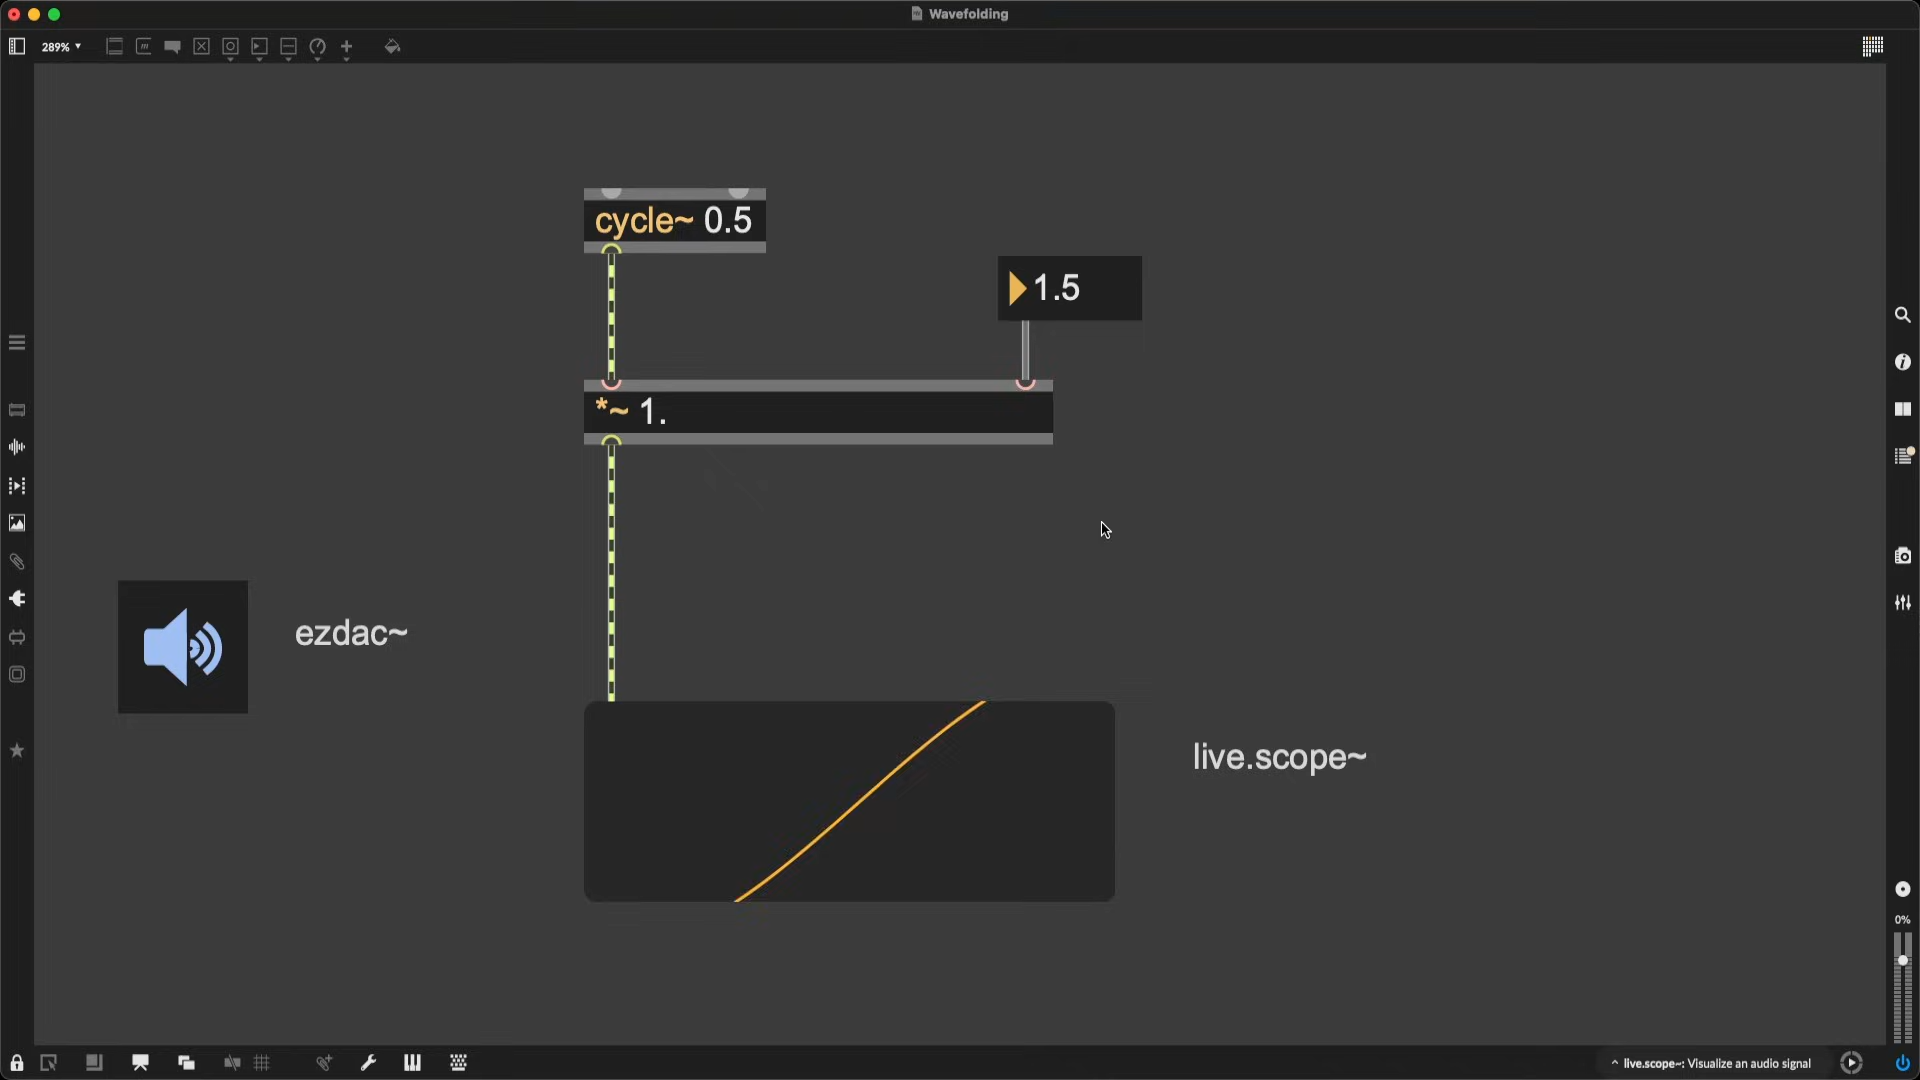 Wavefolding
289%
cycle~ 0.5
1.5
*~ 1.
ezdac~
live.scope~
0%
live.scope~: Visualize an audio signal